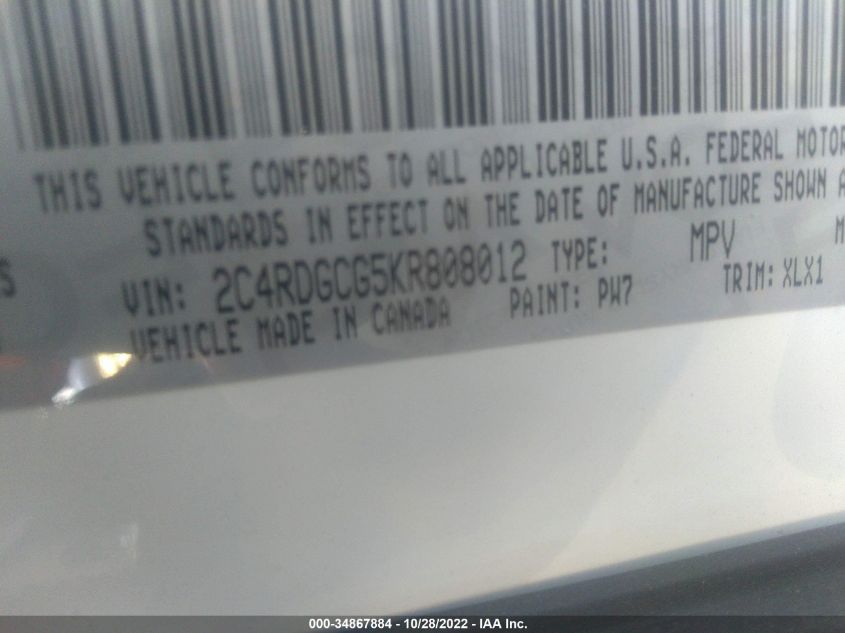 THIS VEHICLE CONFORMS TO ALL APPLICABLE U.S.A. FEDERAL MOTOR
STANDARDS IN EFFECT ON THE DATE OF MANUFACTURE SHOWN A
S
VIN: 2C4RDGCG5KR808012 TYPE: MPV M
VEHICLE MADE IN CANADA PAINT: PW7 TRIM: XLX1
000-34867884 - 10/28/2022 - IAA Inc.